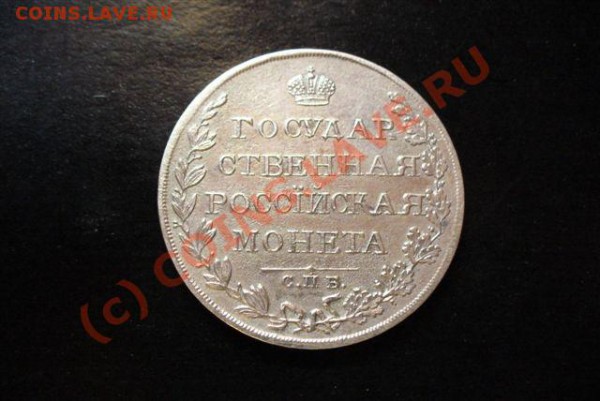 COINS.LAVE.RU
ГОСУДАР
СТВЕННАЯ
РОССІЙСКАЯ
МОНЕТА
С.П.Б.
(c) COINS.LAVE.RU